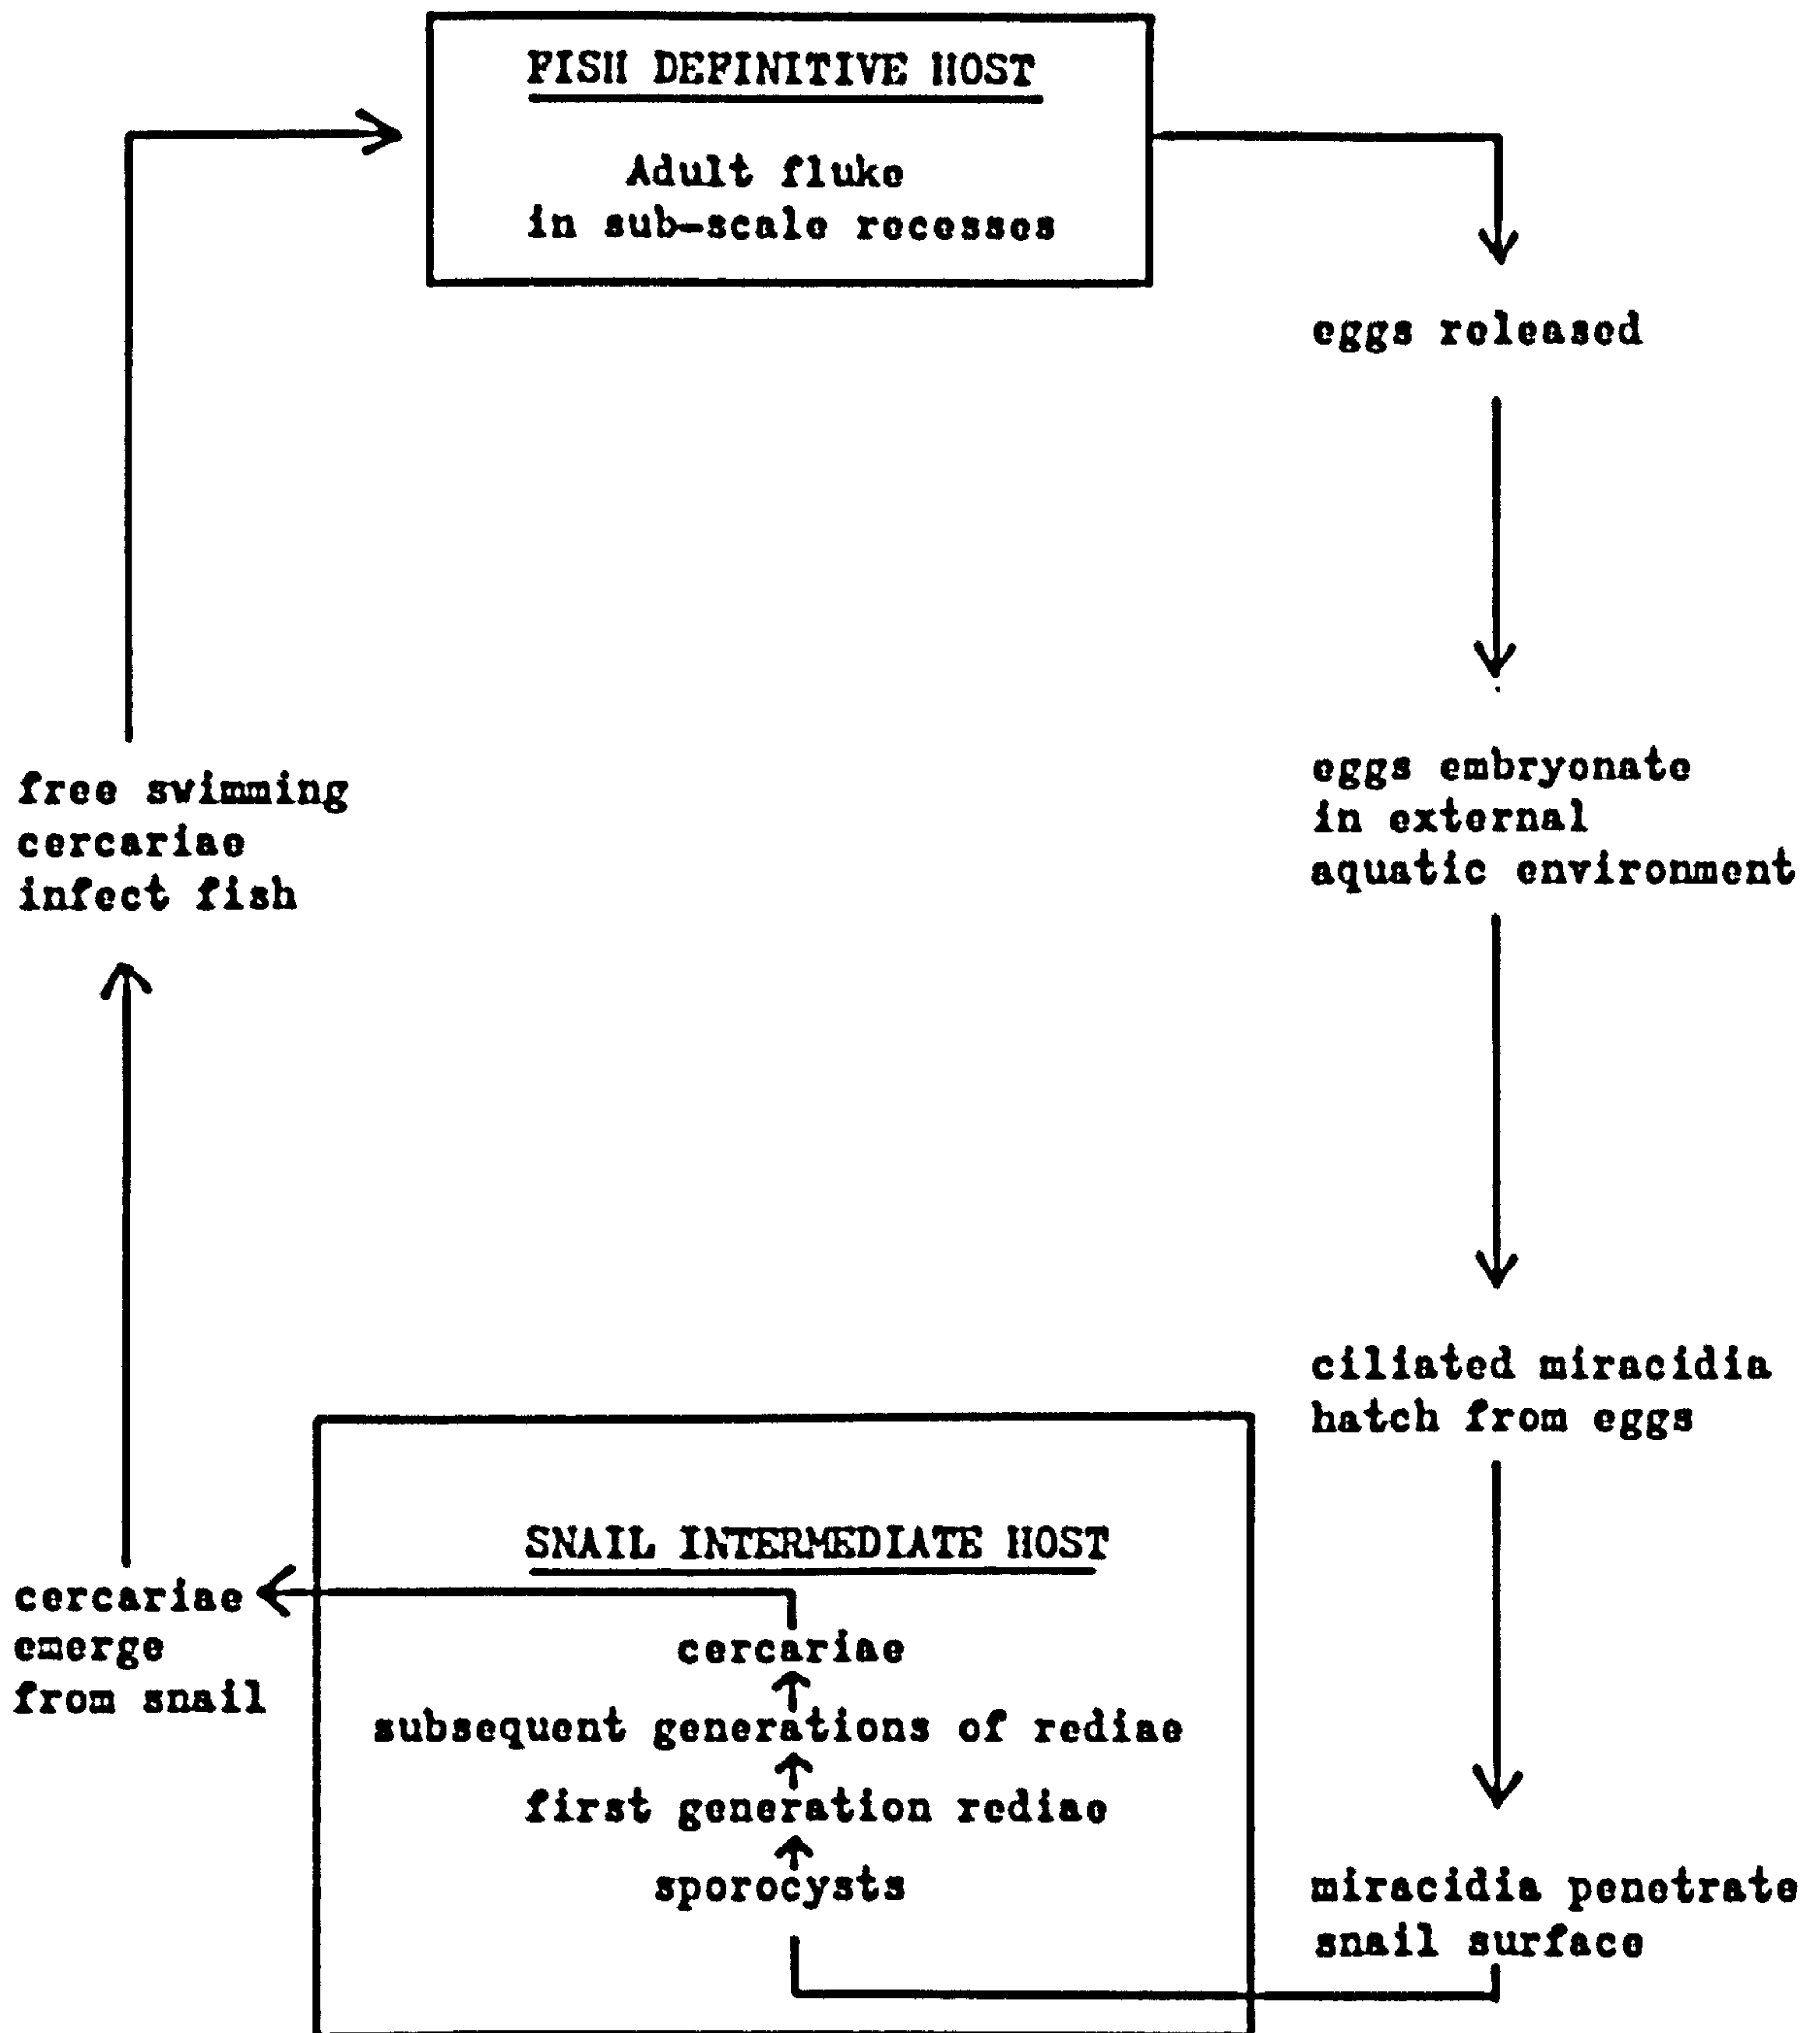 FISH DEFINITIVE HOST
Adult fluke
in sub-scale recesses
eggs released
eggs embryonate
in external
aquatic environment
ciliated miracidia
hatch from eggs
miracidia penetrate
snail surface
SNAIL INTERMEDIATE HOST
cercariae
subsequent generations of rediae
first generation rediae
sporocysts
cercariae
emerge
from snail
free swimming
cercariae
infect fish